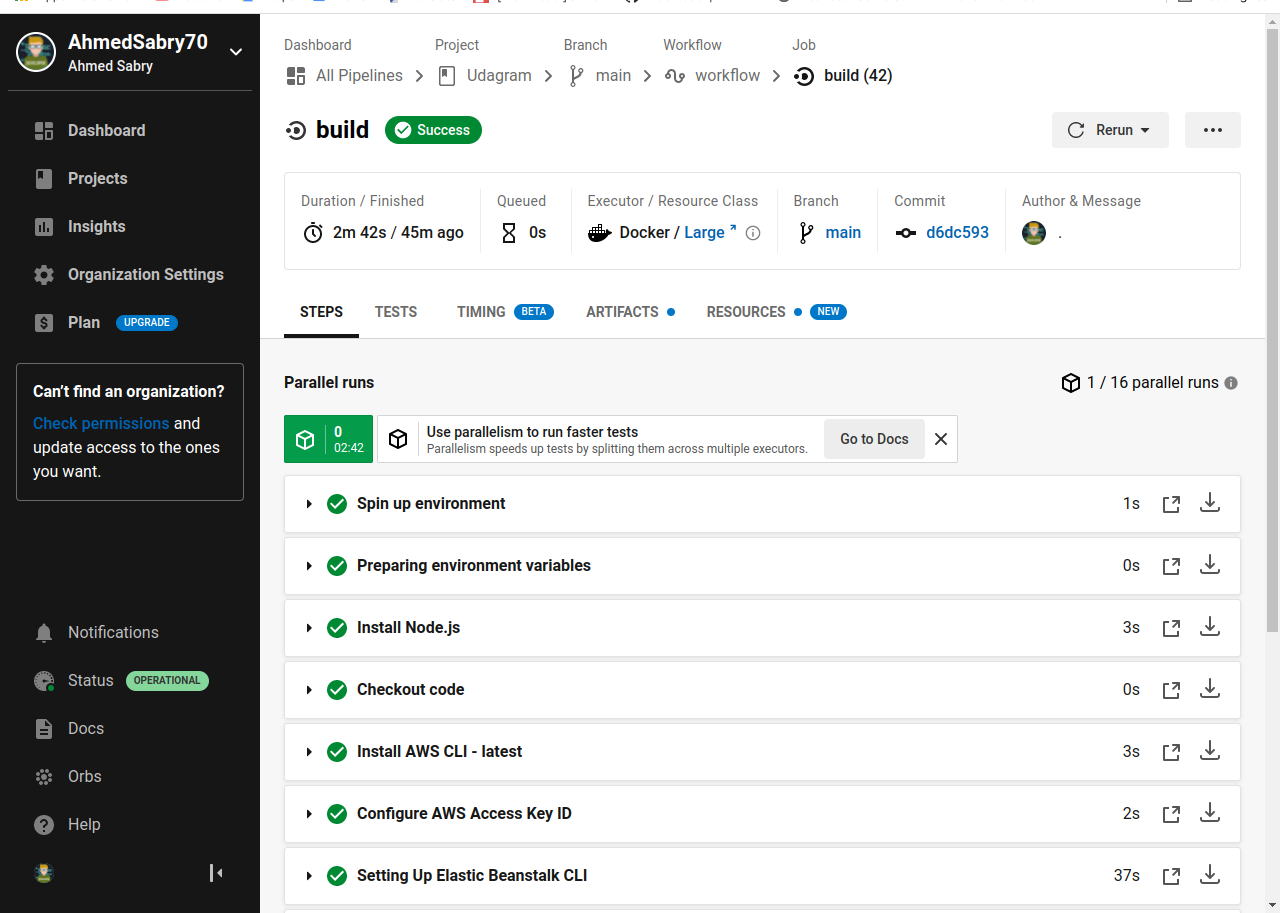 AhmedSabry70
Ahmed Sabry
Dashboard
Projects
Insights
Organization Settings
Plan UPGRADE
Can’t find an organization?
Check permissions and
update access to the ones
you want.
Notifications
Status OPERATIONAL
Docs
Orbs
Help
Dashboard Project Branch Workflow Job
All Pipelines Udagram main workflow build (42)
build Success Rerun
Duration / Finished Queued Executor / Resource Class Branch Commit Author & Message
2m 42s / 45m ago 0s Docker / Large main d6dc593 .
STEPS TESTS TIMING BETA ARTIFACTS RESOURCES NEW
Parallel runs 1 / 16 parallel runs
0
02:42
Use parallelism to run faster tests
Parallelism speeds up tests by splitting them across multiple executors.
Go to Docs
Spin up environment 1s
Preparing environment variables 0s
Install Node.js 3s
Checkout code 0s
Install AWS CLI - latest 3s
Configure AWS Access Key ID 2s
Setting Up Elastic Beanstalk CLI 37s